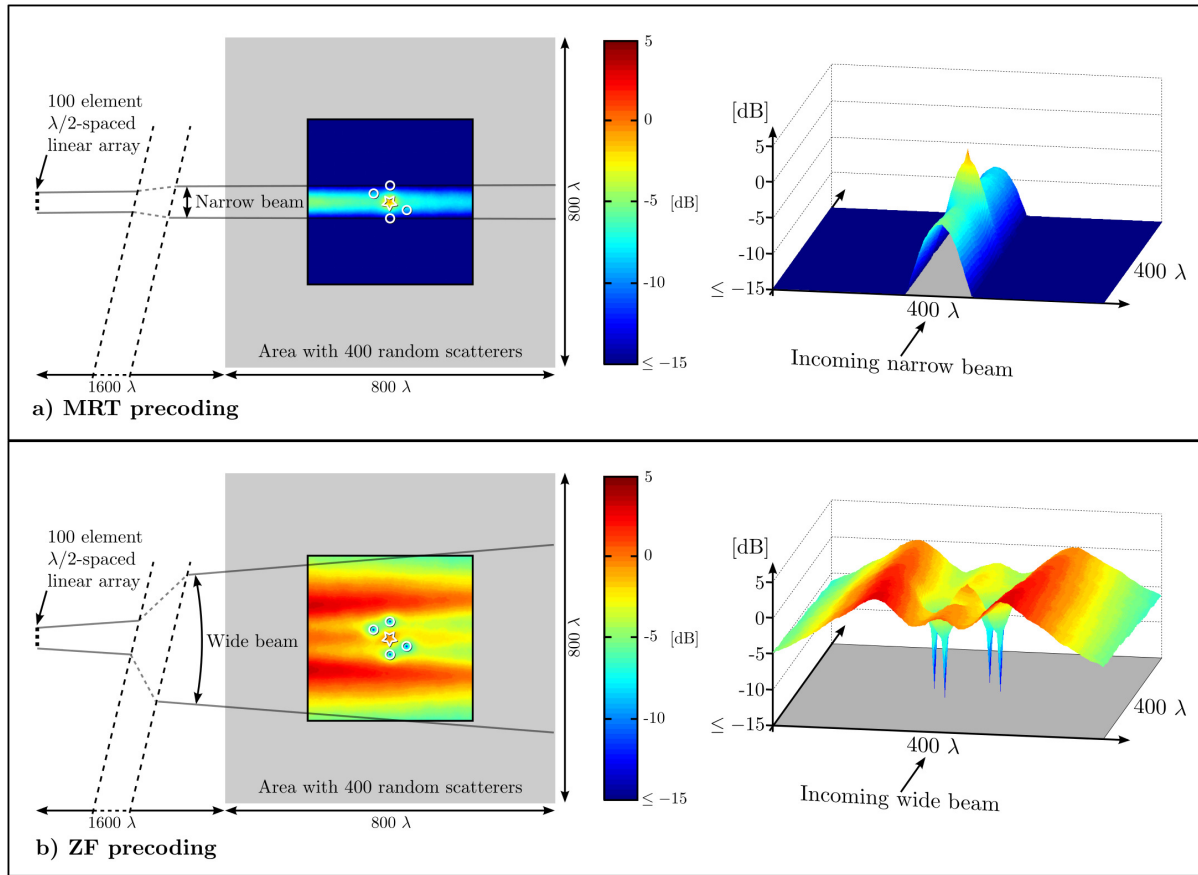 100 element
λ/2-spaced
linear array
Narrow beam
Area with 400 random scatterers
800 λ
1600 λ
800 λ
a) MRT precoding
5
0
-5
[dB]
-10
≤ −15
[dB]
5
0
-5
-10
≤ −15
400 λ
400 λ
Incoming narrow beam
100 element
λ/2-spaced
linear array
Wide beam
Area with 400 random scatterers
800 λ
1600 λ
800 λ
b) ZF precoding
5
0
-5
[dB]
-10
≤ −15
[dB]
5
0
-5
-10
≤ −15
400 λ
400 λ
Incoming wide beam